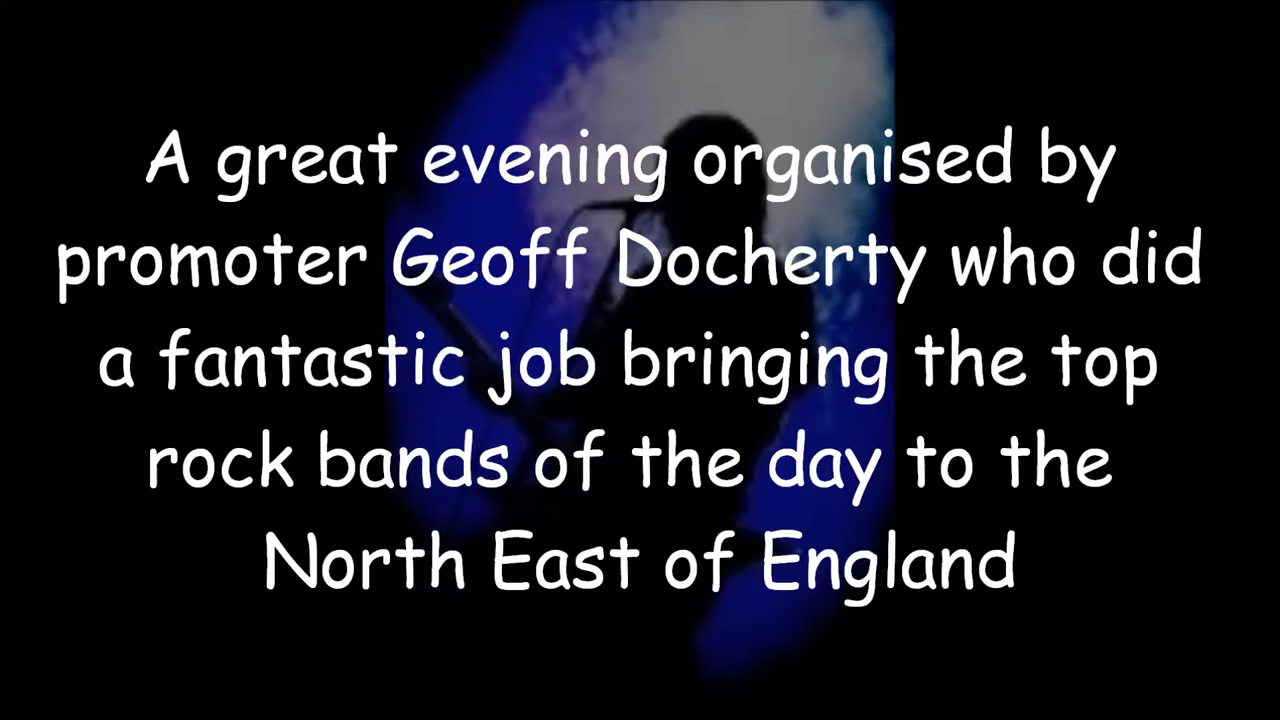 A great evening organised by
promoter Geoff Docherty who did
a fantastic job bringing the top
rock bands of the day to the
North East of England